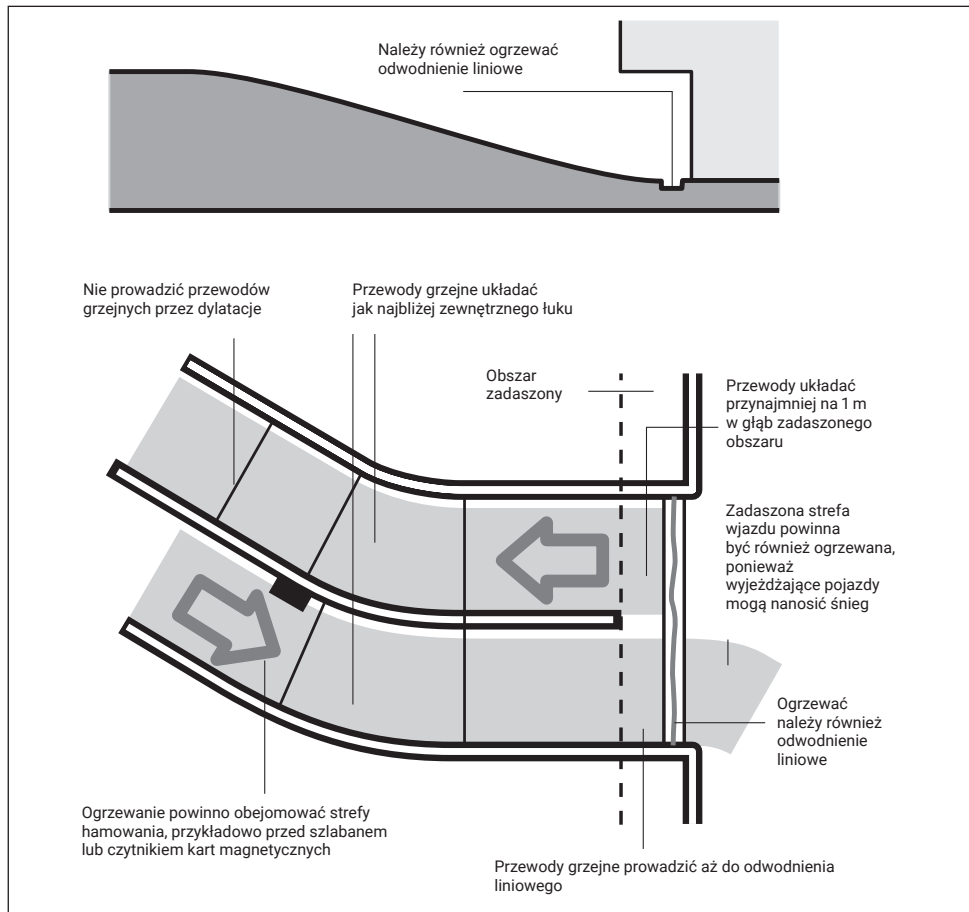 Należy również ogrzewać
odwodnienie liniowe
Nie prowadzić przewodów
grzejnych przez dylatacje
Przewody grzejne układać
jak najbliżej zewnętrznego łuku
Obszar
zadaszony
Przewody układać
przynajmniej na 1 m
w głąb zadaszonego
obszaru
Zadaszona strefa
wjazdu powinna
być również ogrzewana,
ponieważ
wyjeżdżające pojazdy
mogą nanosić śnieg
Ogrzewać
należy również
odwodnienie
liniowe
Ogrzewanie powinno obejomować strefy
hamowania, przykładowo przed szlabanem
lub czytnikiem kart magnetycznych
Przewody grzejne prowadzić aż do odwodnienia
liniowego